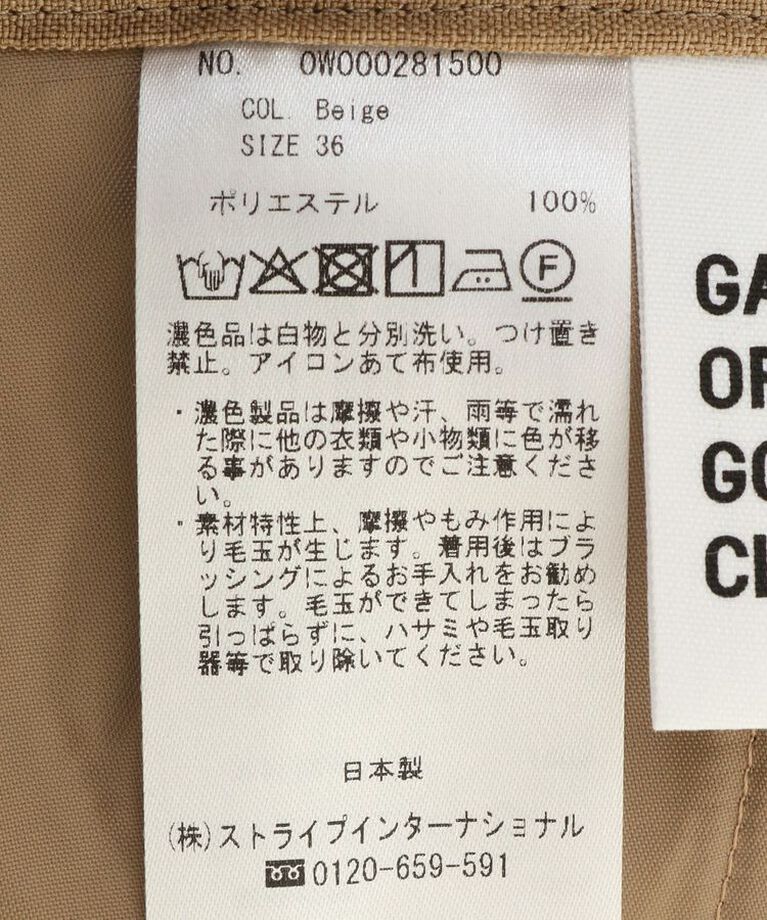 NO. 0W000281500
COL. Beige
SIZE 36
ポリエステル 100%
F
濃色品は白物と分別洗い。つけ置き
禁止。アイロンあて布使用。
・濃色製品は摩擦や汗、雨等で濡れ
た際に他の衣類や小物類に色が移
る事がありますのでご注意くださ
い。
・素材特性上、摩擦やもみ作用によ
り毛玉が生じます。着用後はブラ
ッシングによるお手入れをお勧め
します。毛玉ができてしまったら
引っぱらずに、ハサミや毛玉取り
器等で取り除いてください。
日本製
(株)ストライプインターナショナル
0120-659-591
GA
OR
GO